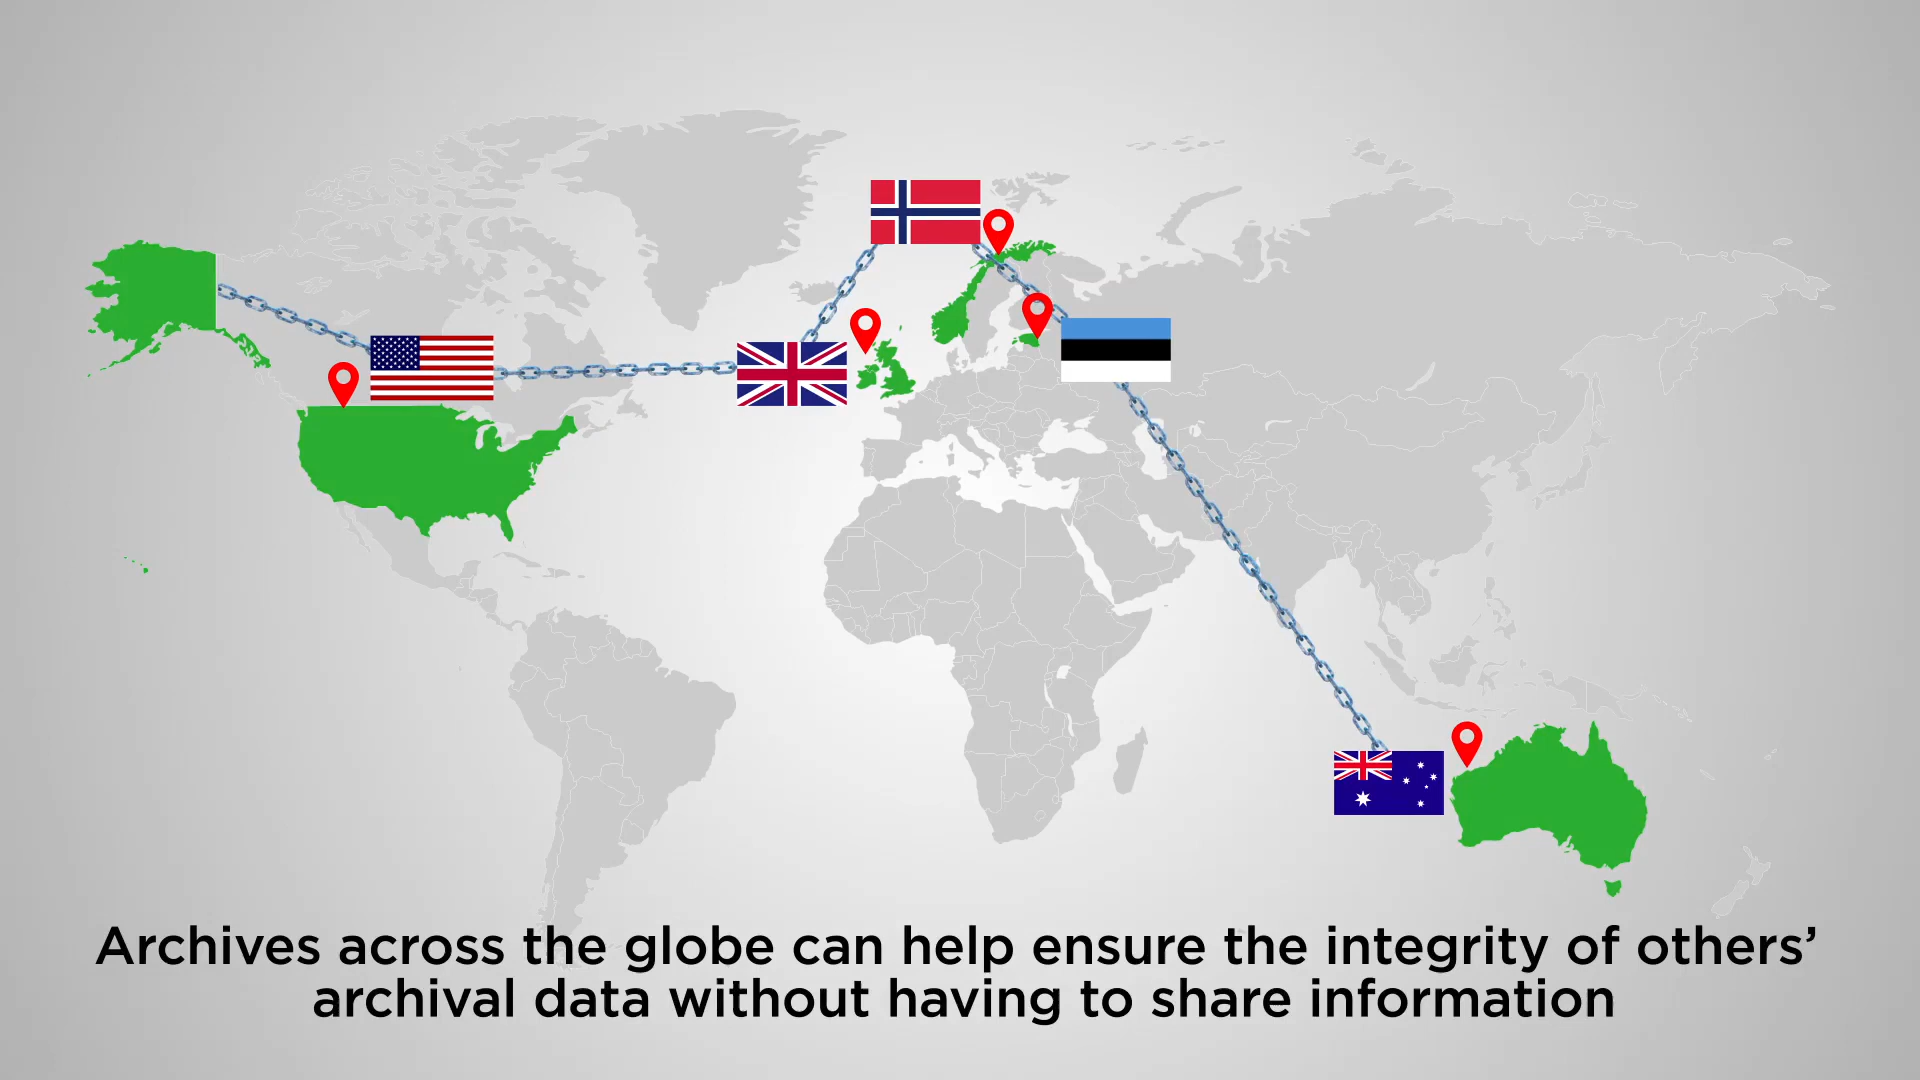 Archives across the globe can help ensure the integrity of others’
archival data without having to share information